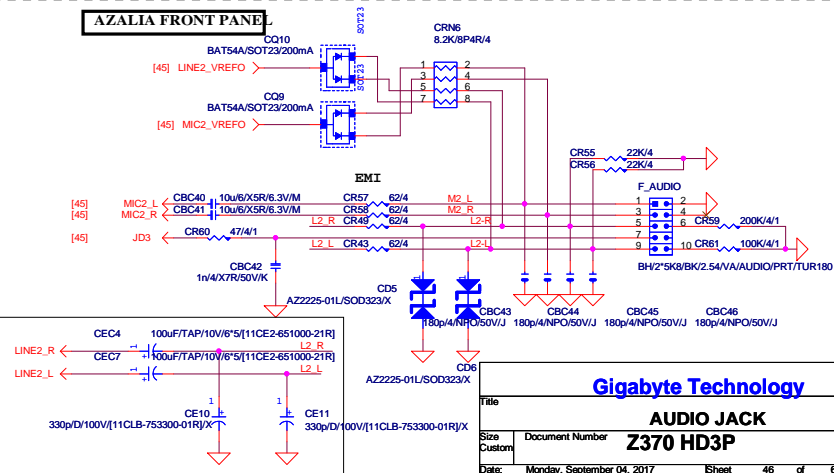 AZALIA FRONT PANEL
SOT23
CQ10
BAT54A/SOT23/200mA
[45] LINE2_VREFO
SOT23
CQ9
BAT54A/SOT23/200mA
[45] MIC2_VREFO
CRN6
8.2K/8P4R/4
1 2
3 4
5 6
7 8
EMI
CR55 22K/4
CR56 22K/4
F_AUDIO
[45] MIC2_L CBC40 10u/6/X5R/6.3V/M CR57 62/4 M2_L
[45] MIC2_R CBC41 10u/6/X5R/6.3V/M CR58 62/4 M2_R
L2_R CR49 62/4 L2-R
[45] JD3 CR60 47/4/1
L2_L CR43 62/4 L2-L
1 2
3 4
5 6 CR59 200K/4/1
7
9 10 CR61 100K/4/1
BH/2*5K8/BK/2.54/VA/AUDIO/PRT/TUR180
CBC42
1n/4/X7R/50V/K
CD5
AZ2225-01L/SOD323/X
CBC43
180p/4/NPO/50V/J
CBC44
180p/4/NPO/50V/J
CBC45
180p/4/NPO/50V/J
CBC46
180p/4/NPO/50V/J
CD6
AZ2225-01L/SOD323/X
CEC4 100uF/TAP/10V/6*5/[11CE2-651000-21R]
LINE2_R 1 + L2_R
CEC7 100uF/TAP/10V/6*5/[11CE2-651000-21R]
LINE2_L 1 + L2_L
1 + CE10
330p/D/100V/[11CLB-753300-01R]/X
1 + CE11
330p/D/100V/[11CLB-753300-01R]/X
Gigabyte Technology
Title
AUDIO JACK
Size
Custom
Document Number
Z370 HD3P
Date: Monday, September 04, 2017 Sheet 46 of